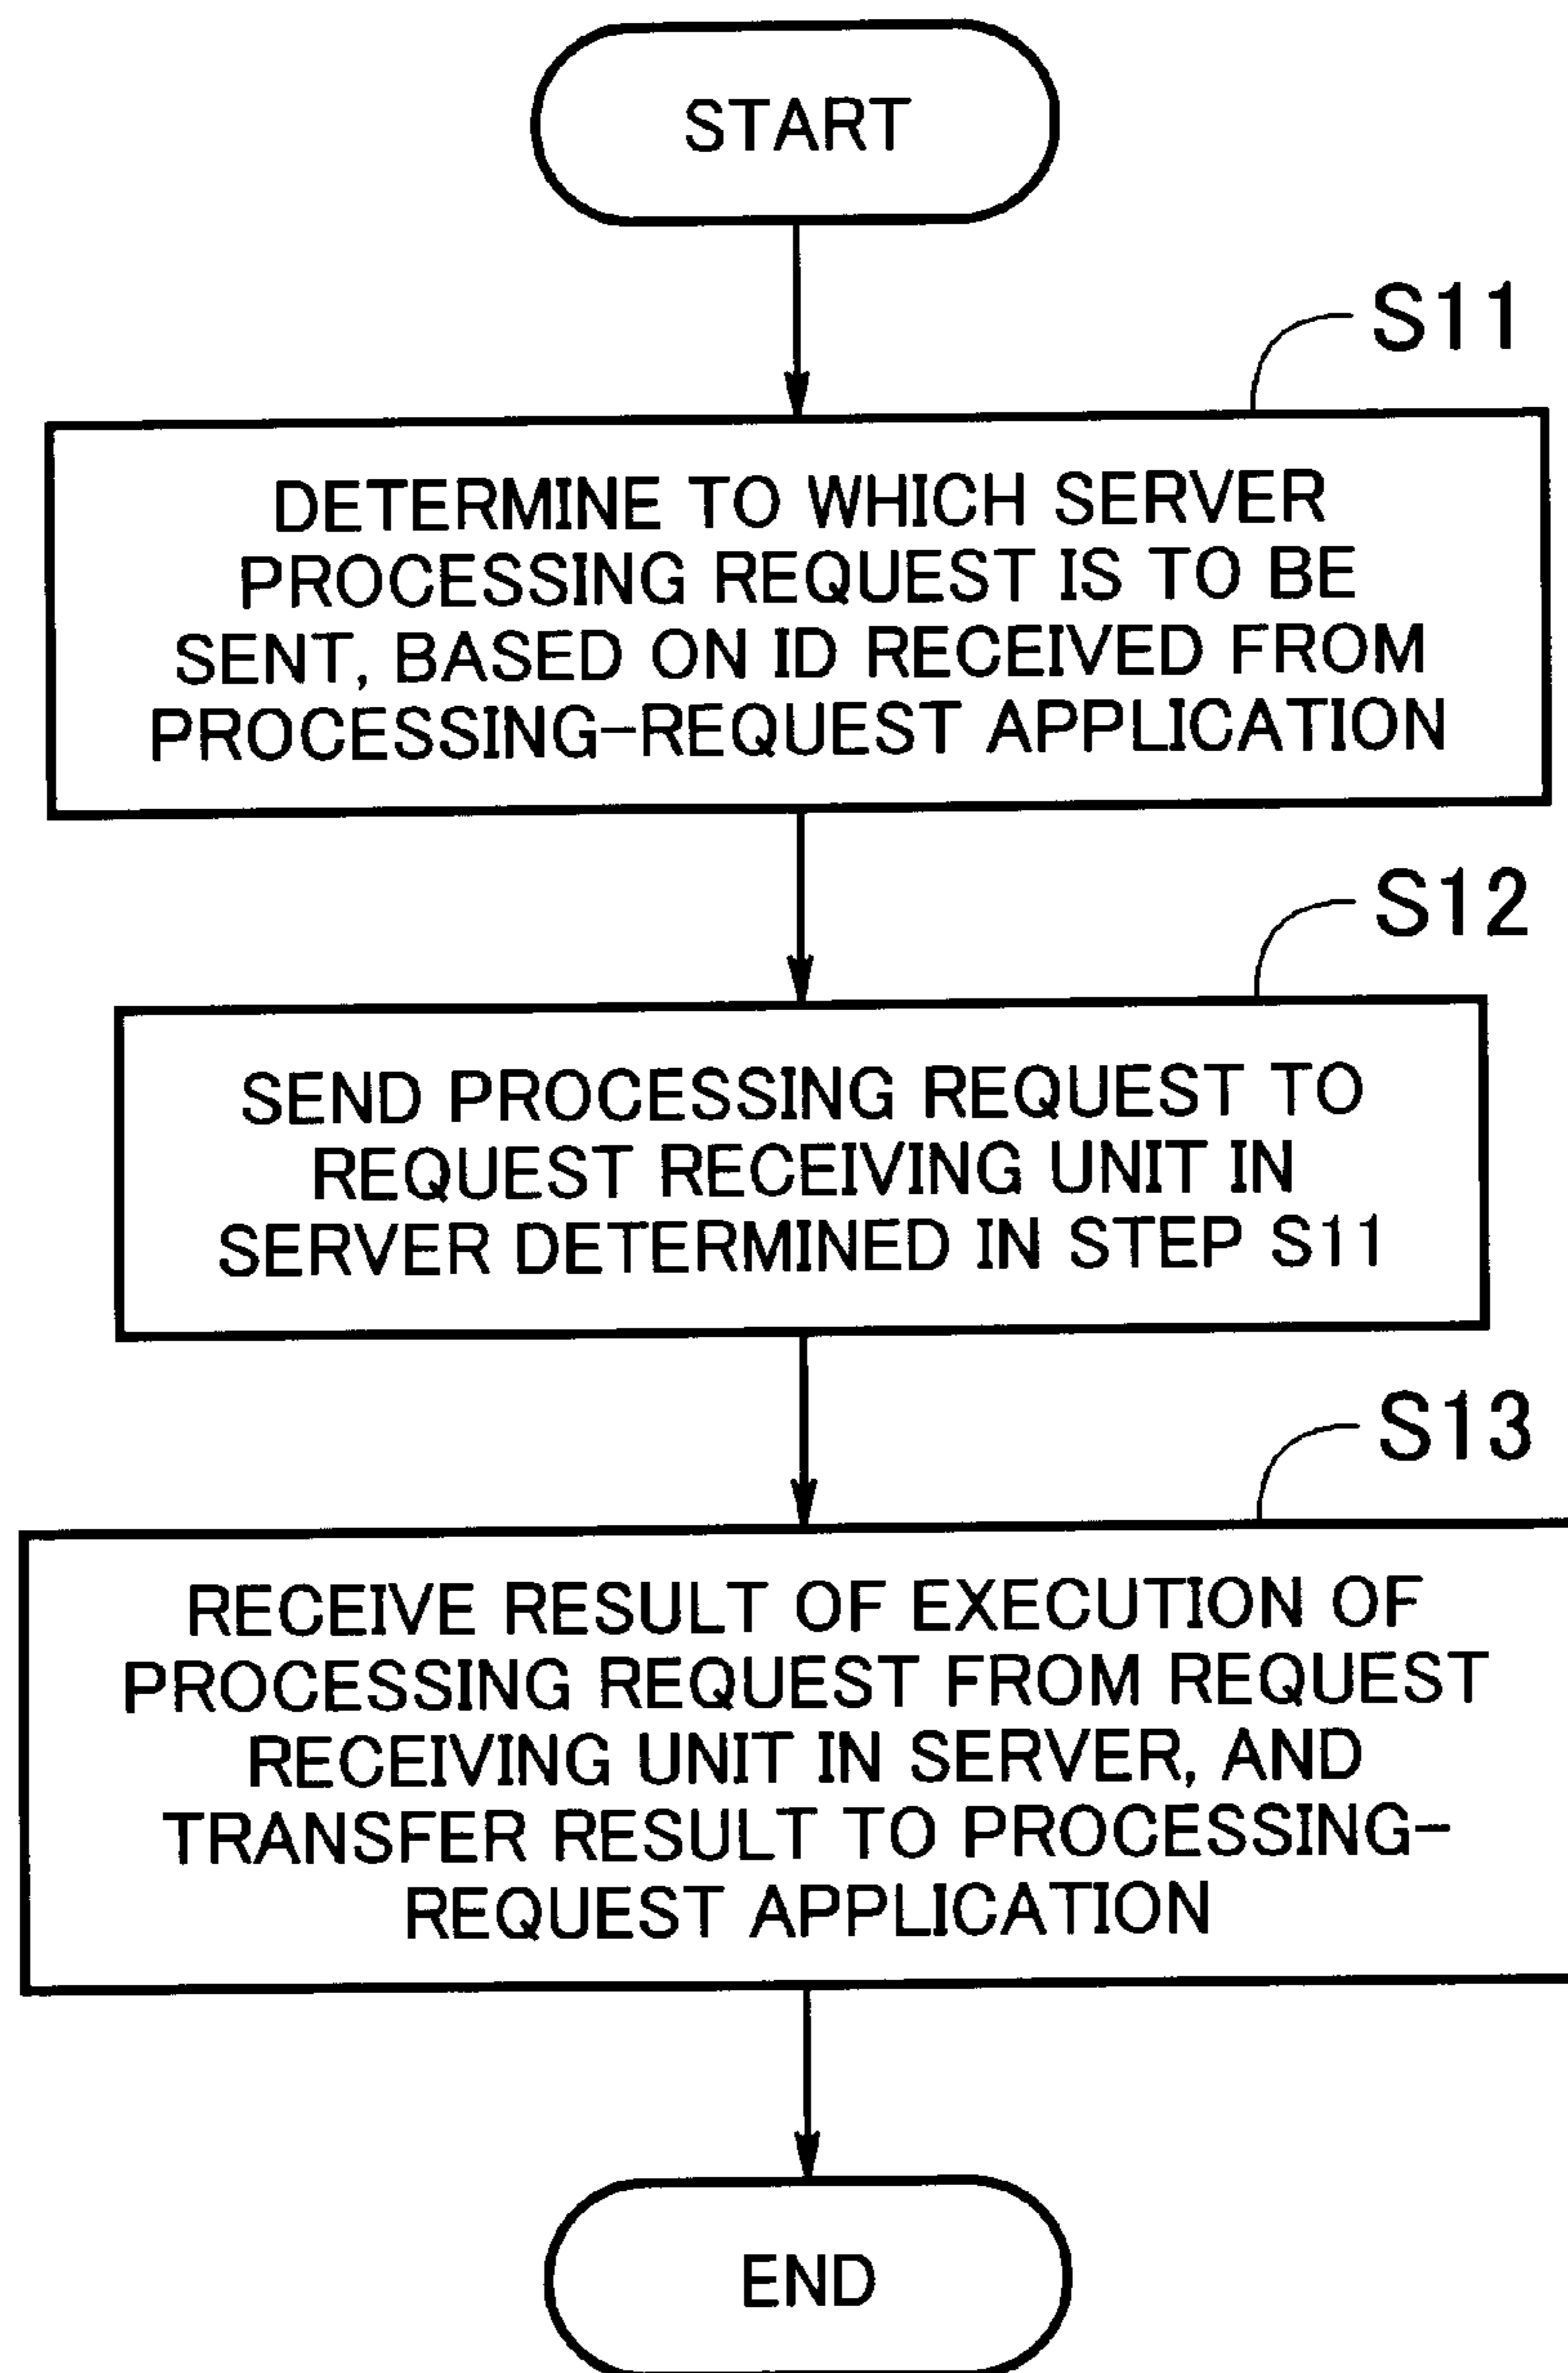 START
S11
DETERMINE TO WHICH SERVER
PROCESSING REQUEST IS TO BE
SENT, BASED ON ID RECEIVED FROM
PROCESSING-REQUEST APPLICATION
S12
SEND PROCESSING REQUEST TO
REQUEST RECEIVING UNIT IN
SERVER DETERMINED IN STEP S11
S13
RECEIVE RESULT OF EXECUTION OF
PROCESSING REQUEST FROM REQUEST
RECEIVING UNIT IN SERVER, AND
TRANSFER RESULT TO PROCESSING-
REQUEST APPLICATION
END